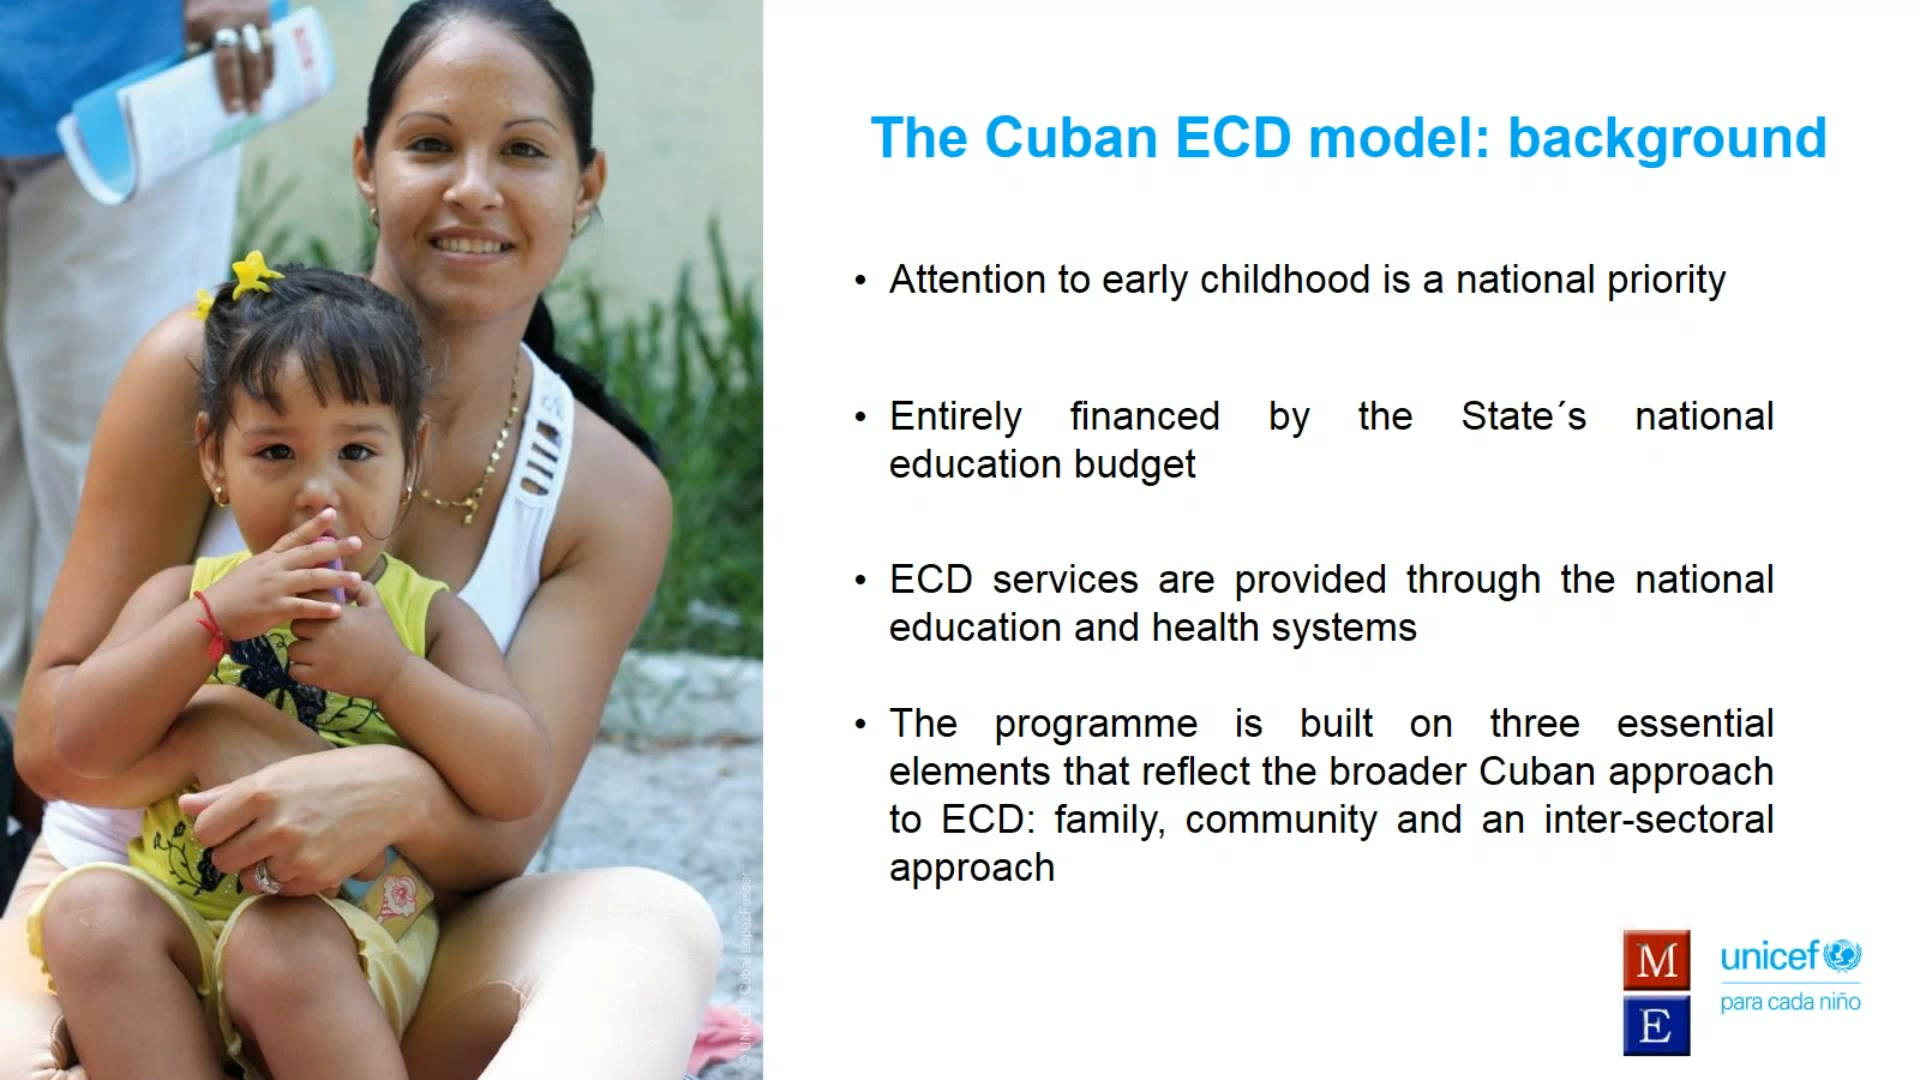 The Cuban ECD model: background
• Attention to early childhood is a national priority
• Entirely financed by the State´s national
education budget
• ECD services are provided through the national
education and health systems
• The programme is built on three essential
elements that reflect the broader Cuban approach
to ECD: family, community and an inter-sectoral
approach
M
E
unicef
para cada niño
© UNICEF Cuba/ LopezFesser